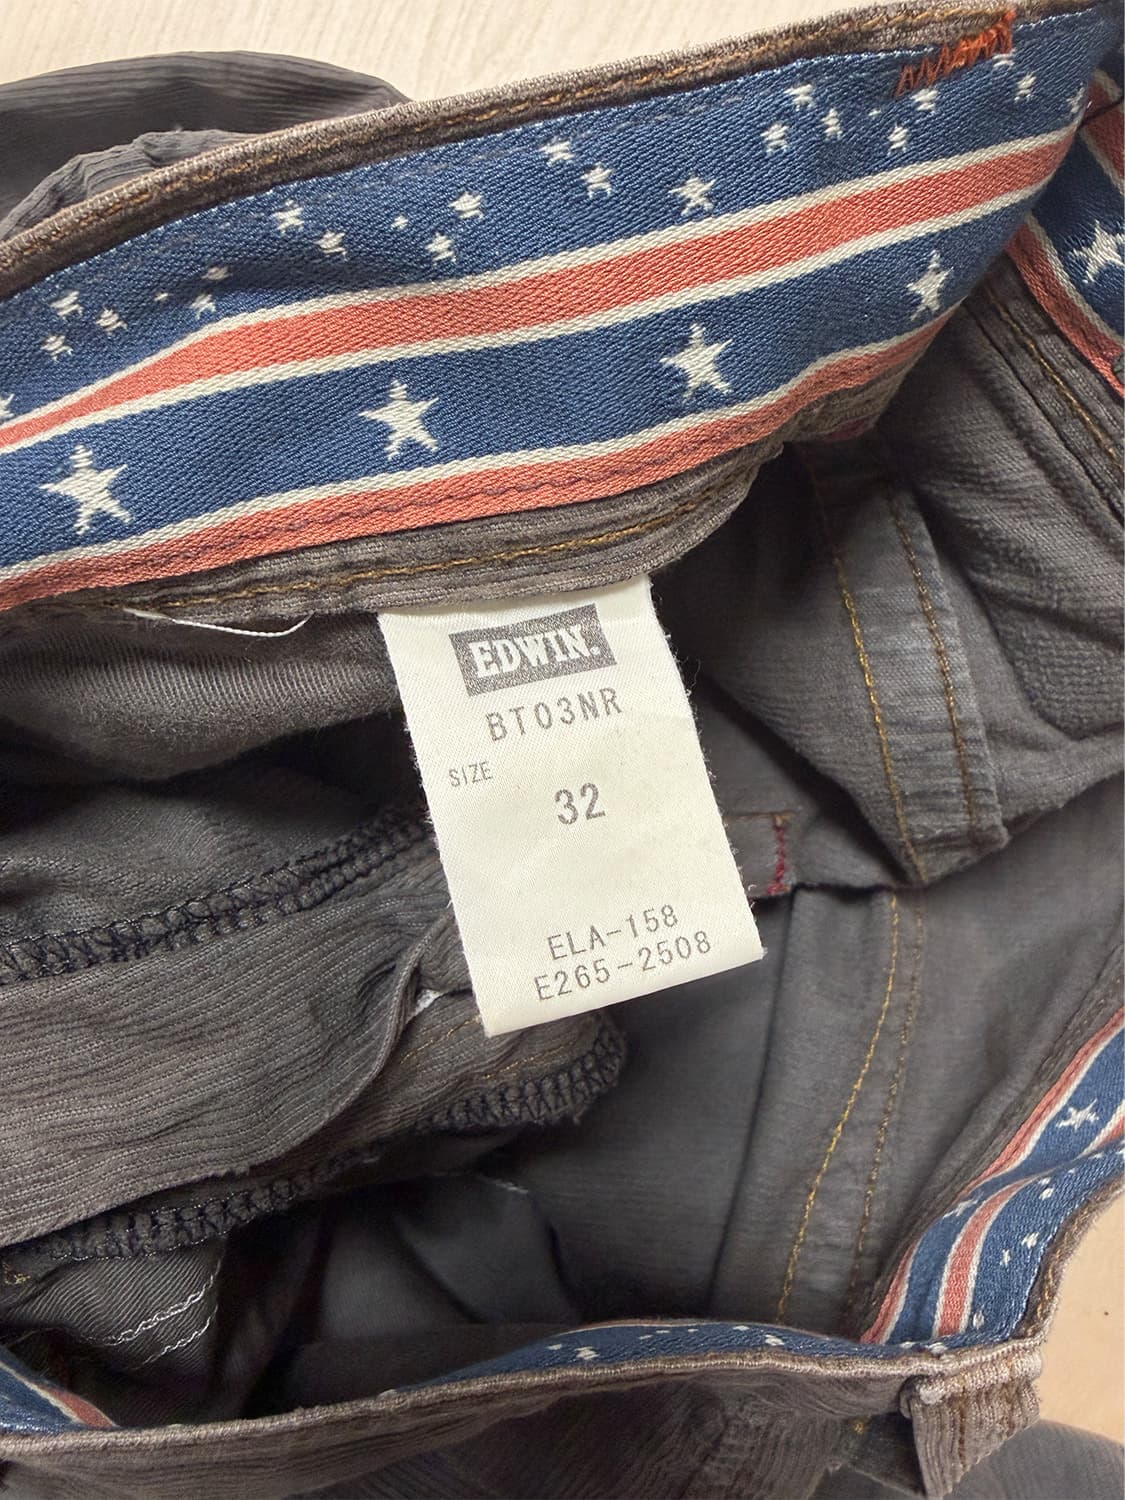 EDWIN.
BT03NR
SIZE
32
ELA-158
E265-2508